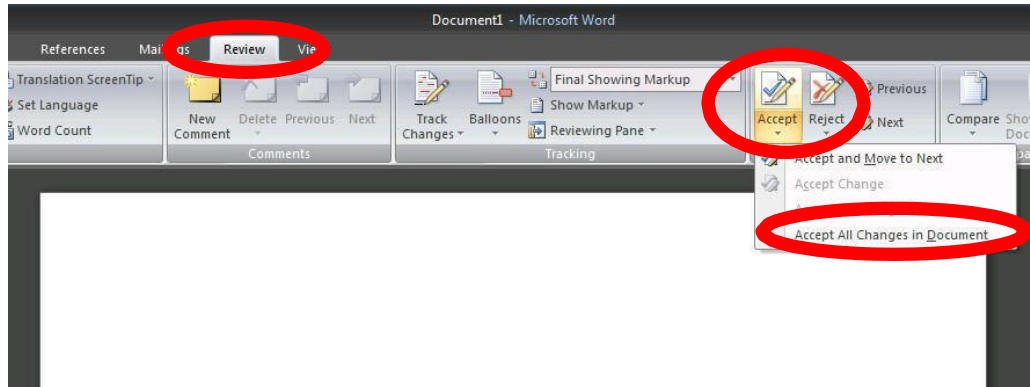 Document1 - Microsoft Word
References Mailings Review View
Translation ScreenTip
Set Language
Word Count
New Comment
Delete
Previous
Next
Comments
Track Changes
Balloons
Final Showing Markup
Show Markup
Reviewing Pane
Tracking
Accept
Reject
Previous
Next
Compare
Accept and Move to Next
Accept Change
Accept All Changes in Document